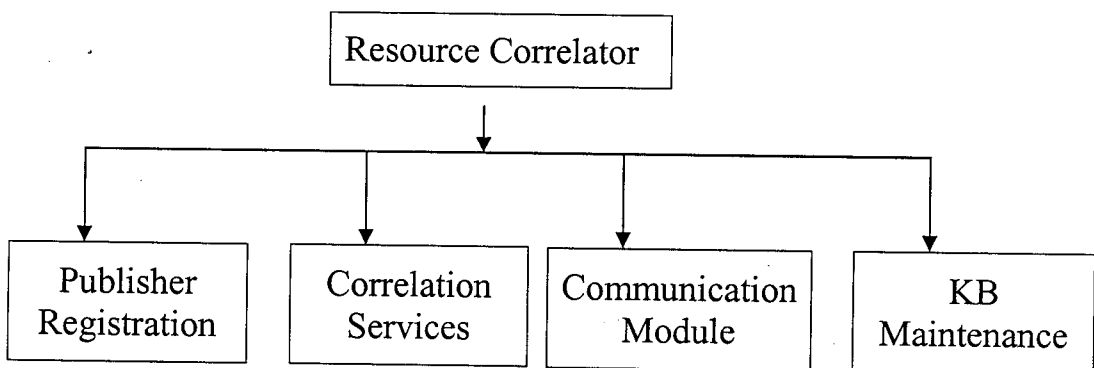 Resource Correlator
Publisher
Registration
Correlation
Services
Communication
Module
KB
Maintenance